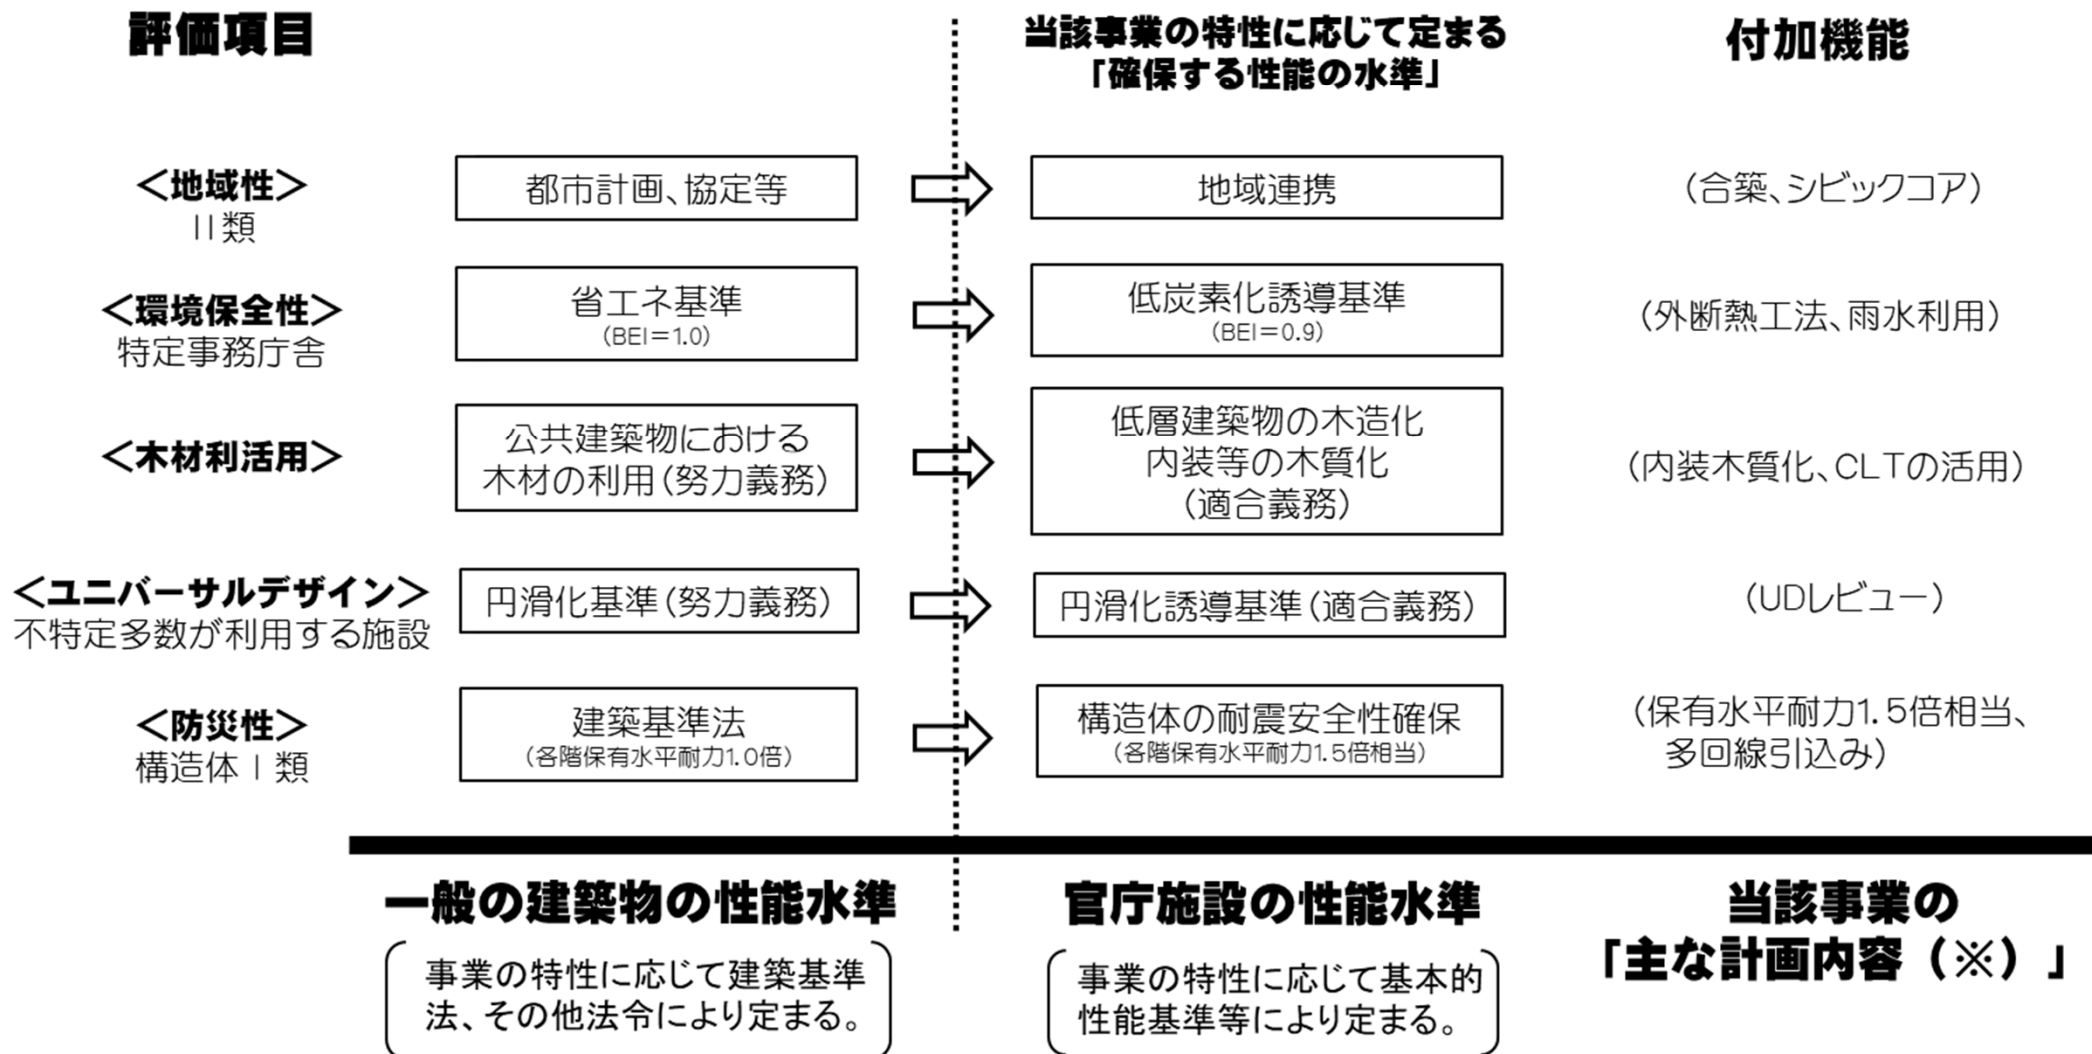 評価項目
当該事業の特性に応じて定まる
「確保する性能の水準」
付加機能
＜地域性＞
Ⅱ類
都市計画、協定等
地域連携
（合築、シビックコア）
＜環境保全性＞
特定事務庁舎
省エネ基準
（BEI＝1.0）
低炭素化誘導基準
（BEI＝0.9）
（外断熱工法、雨水利用）
＜木材利活用＞
公共建築物における
木材の利用（努力義務）
低層建築物の木造化
内装等の木質化
（適合義務）
（内装木質化、CLTの活用）
＜ユニバーサルデザイン＞
不特定多数が利用する施設
円滑化基準（努力義務）
円滑化誘導基準（適合義務）
（UDレビュー）
＜防災性＞
構造体Ⅰ類
建築基準法
（各階保有水平耐力1.0倍）
構造体の耐震安全性確保
（各階保有水平耐力1.5倍相当）
（保有水平耐力1.5倍相当、
多回線引込み）
一般の建築物の性能水準
事業の特性に応じて建築基準
法、その他法令により定まる。
官庁施設の性能水準
事業の特性に応じて基本的
性能基準等により定まる。
当該事業の
「主な計画内容（※）」